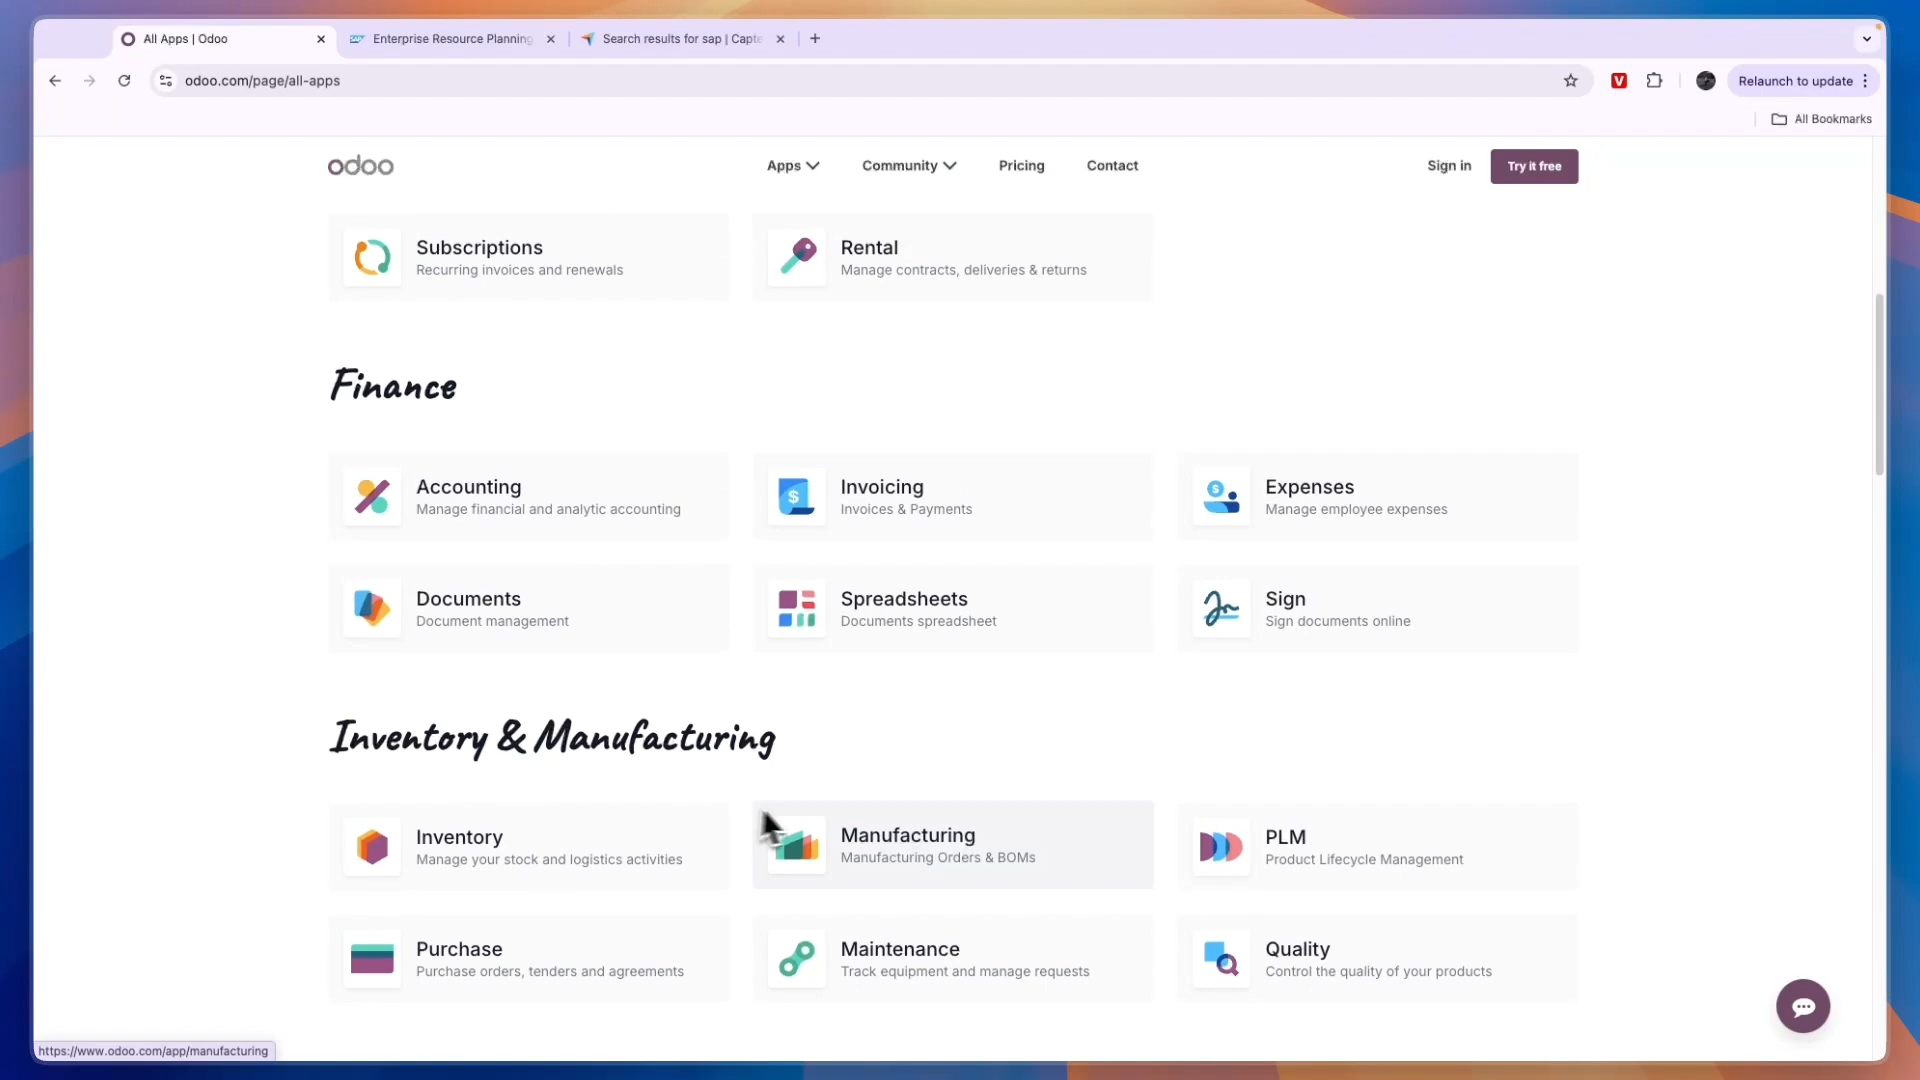 All Apps | Odoo
Enterprise Resource Planning
Search results for sap | Capte
odoo.com/page/all-apps
Relaunch to update
All Bookmarks
odoo
Apps
Community
Pricing
Contact
Sign in
Try it free
Subscriptions
Recurring invoices and renewals
Rental
Manage contracts, deliveries & returns
Finance
Accounting
Manage financial and analytic accounting
Invoicing
Invoices & Payments
Expenses
Manage employee expenses
Documents
Document management
Spreadsheets
Documents spreadsheet
Sign
Sign documents online
Inventory & Manufacturing
Inventory
Manage your stock and logistics activities
Manufacturing
Manufacturing Orders & BOMs
PLM
Product Lifecycle Management
Purchase
Purchase orders, tenders and agreements
Maintenance
Track equipment and manage requests
Quality
Control the quality of your products
https://www.odoo.com/app/manufacturing